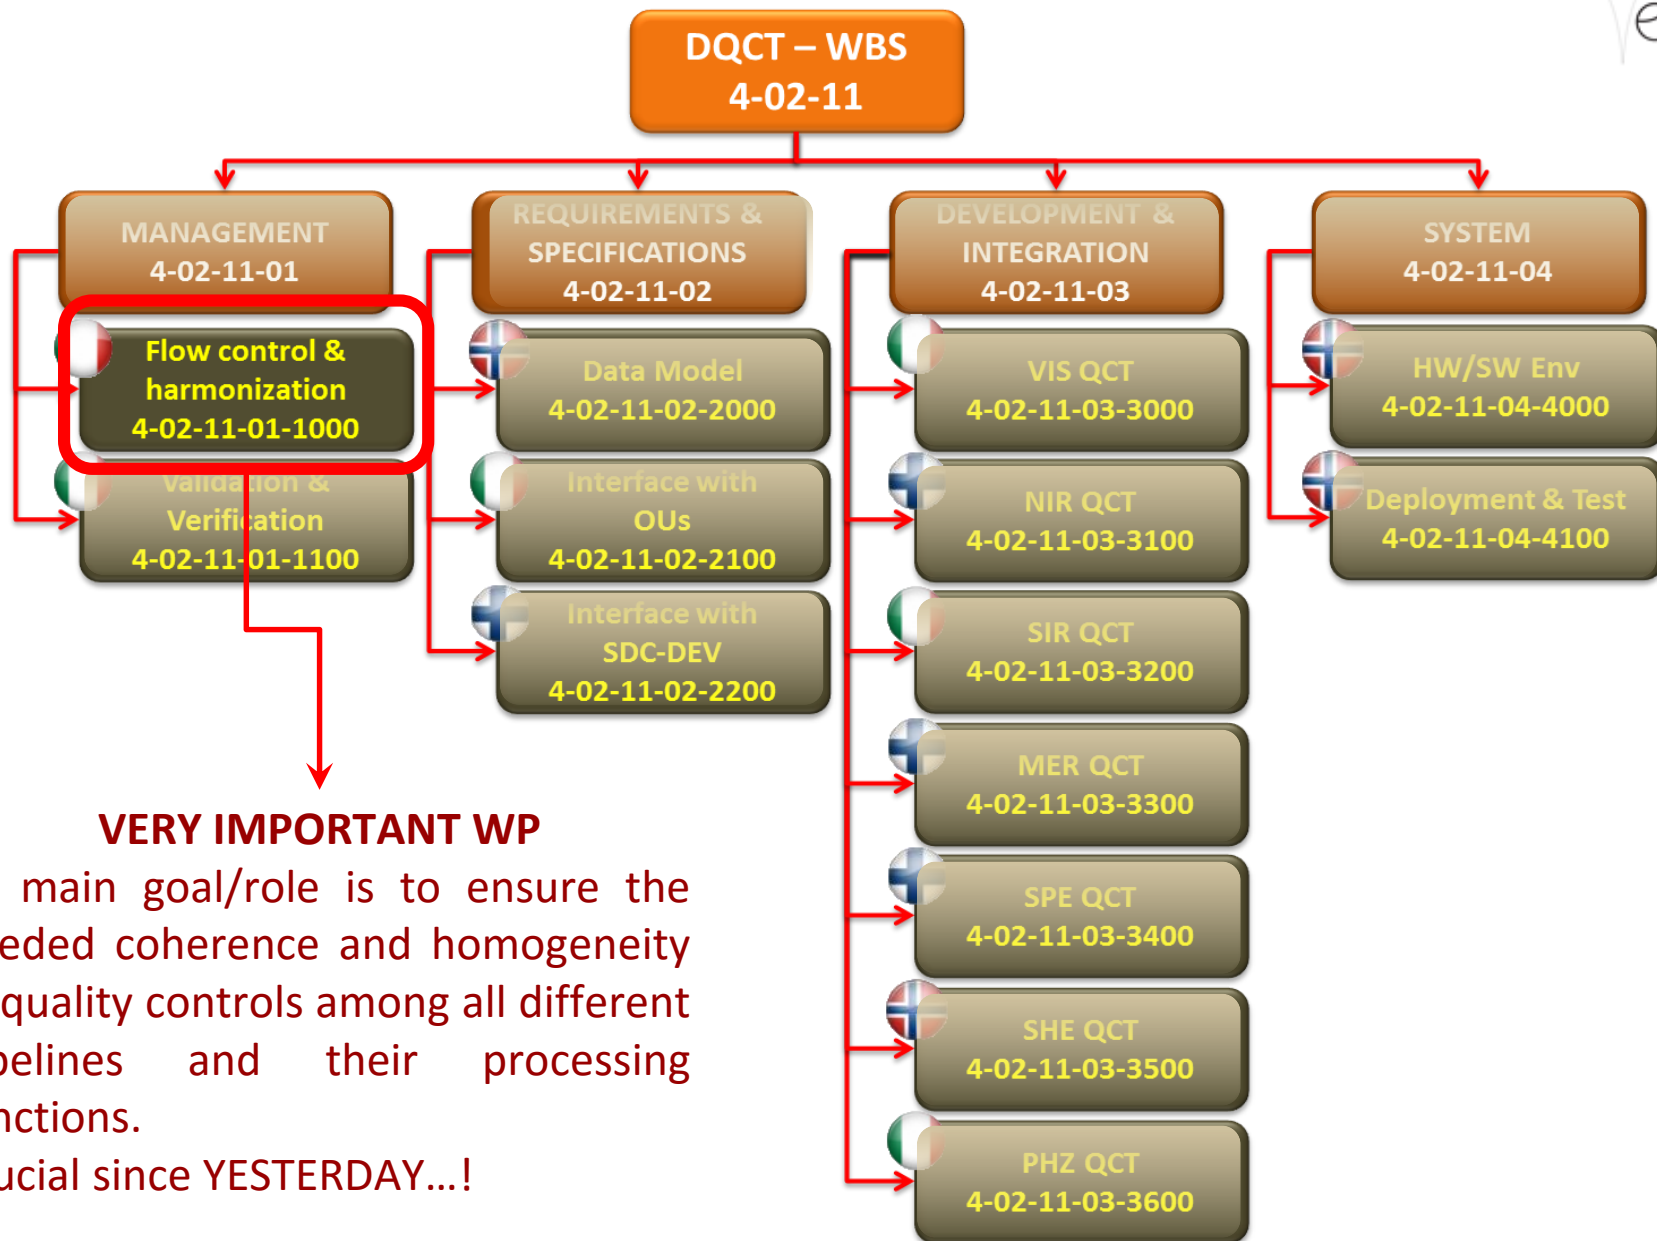 DQCT – WBS
4-02-11
MANAGEMENT
4-02-11-01
Flow control &
harmonization
4-02-11-01-1000
Validation &
Verification
4-02-11-01-1100
REQUIREMENTS &
SPECIFICATIONS
4-02-11-02
Data Model
4-02-11-02-2000
Interface with
OUs
4-02-11-02-2100
Interface with
SDC-DEV
4-02-11-02-2200
DEVELOPMENT &
INTEGRATION
4-02-11-03
VIS QCT
4-02-11-03-3000
NIR QCT
4-02-11-03-3100
SIR QCT
4-02-11-03-3200
MER QCT
4-02-11-03-3300
SPE QCT
4-02-11-03-3400
SHE QCT
4-02-11-03-3500
PHZ QCT
4-02-11-03-3600
SYSTEM
4-02-11-04
HW/SW Env
4-02-11-04-4000
Deployment & Test
4-02-11-04-4100
VERY IMPORTANT WP
main goal/role is to ensure the
eded coherence and homogeneity
quality controls among all different
pelines and their processing
nctions.
ucial since YESTERDAY...!